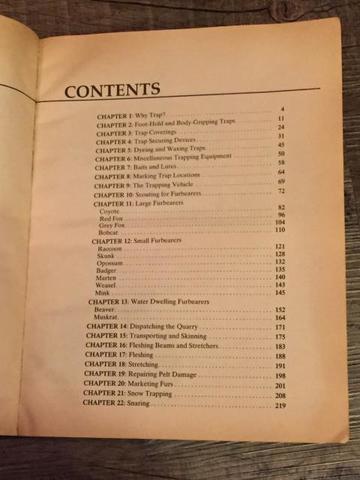 CONTENTS
CHAPTER 1: Why Trap? 4
CHAPTER 2: Foot-Hold and Body-Gripping Traps 11
CHAPTER 3: Trap Coverings 24
CHAPTER 4: Trap Securing Devices 31
CHAPTER 5: Dyeing and Waxing Traps 45
CHAPTER 6: Miscellaneous Trapping Equipment 50
CHAPTER 7: Baits and Lures 58
CHAPTER 8: Marking Trap Locations 64
CHAPTER 9: The Trapping Vehicle 69
CHAPTER 10: Scouting for Furbearers 72
CHAPTER 11: Large Furbearers
Coyote 82
Red Fox 96
Grey Fox 104
Bobcat 110
CHAPTER 12: Small Furbearers
Raccoon 121
Skunk 128
Opossum 132
Badger 135
Marten 140
Weasel 143
Mink 145
CHAPTER 13: Water Dwelling Furbearers
Beaver 152
Muskrat 164
CHAPTER 14: Dispatching the Quarry 171
CHAPTER 15: Transporting and Skinning 175
CHAPTER 16: Fleshing Beams and Stretchers 183
CHAPTER 17: Fleshing 188
CHAPTER 18: Stretching 191
CHAPTER 19: Repairing Pelt Damage 198
CHAPTER 20: Marketing Furs 201
CHAPTER 21: Snow Trapping 208
CHAPTER 22: Snaring 219